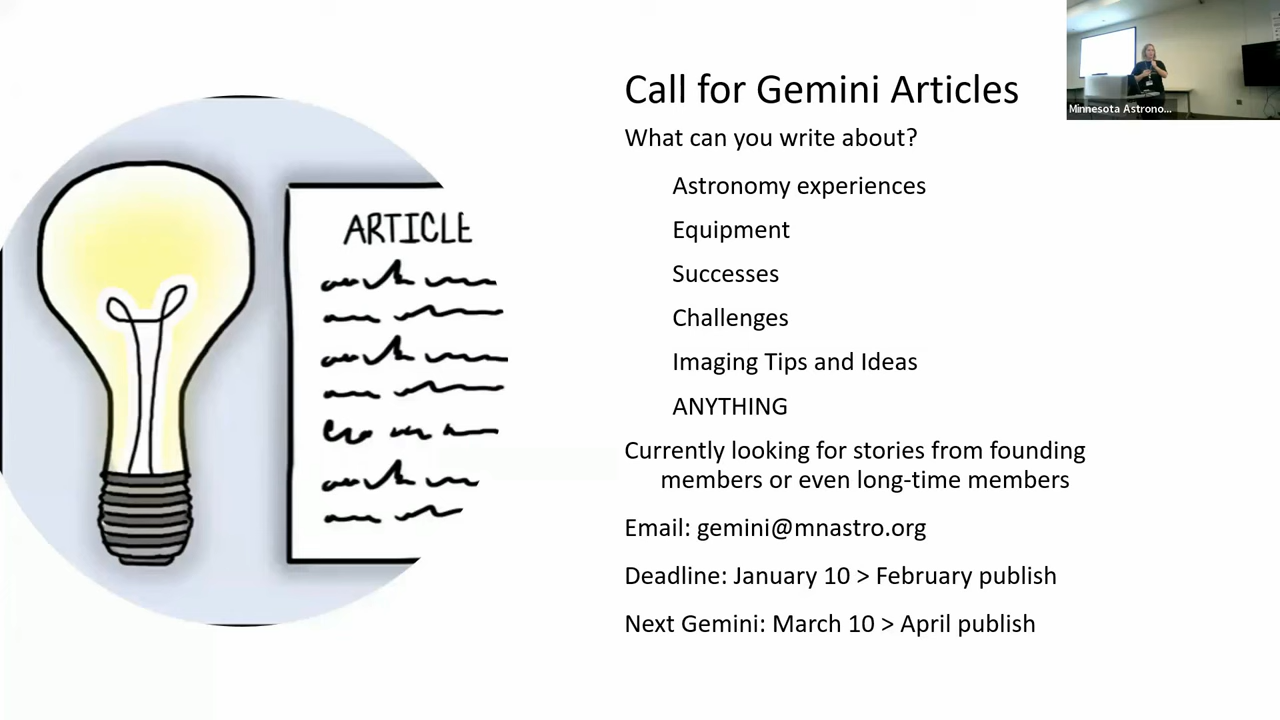 Call for Gemini Articles
Minnesota Astrono...
What can you write about?
ARTICLE
Astronomy experiences
Equipment
Successes
Challenges
Imaging Tips and Ideas
ANYTHING
Currently looking for stories from founding
members or even long-time members
Email: gemini@mnastro.org
Deadline: January 10 > February publish
Next Gemini: March 10 > April publish